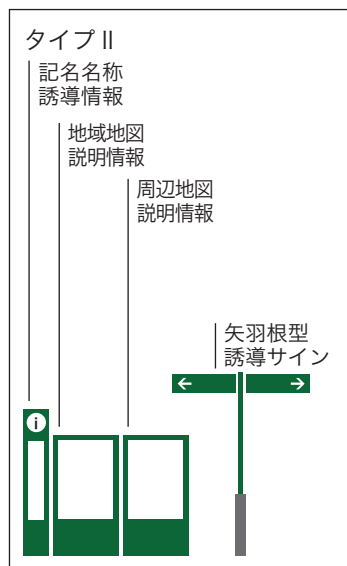 タイプ II
記名名称
誘導情報
地域地図
説明情報
周辺地図
説明情報
矢羽根型
誘導サイン
← →
i